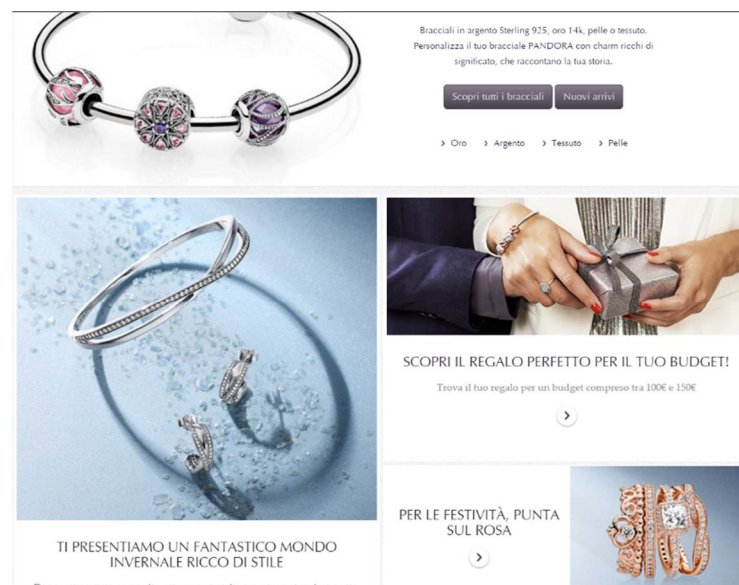 Bracciali in argento Sterling 925, oro 14k, pelle o tessuto.
Personalizza il tuo bracciale PANDORA con charm ricchi di
significato, che raccontano la tua storia.
Scopri tutti i bracciali
Nuovi arrivi
Oro
Argento
Tessuto
Pelle
SCOPRI IL REGALO PERFETTO PER IL TUO BUDGET!
Trova il tuo regalo per un budget compreso tra 100€ e 150€
PER LE FESTIVITÀ, PUNTA
SUL ROSA
TI PRESENTIAMO UN FANTASTICO MONDO
INVERNALE RICCO DI STILE